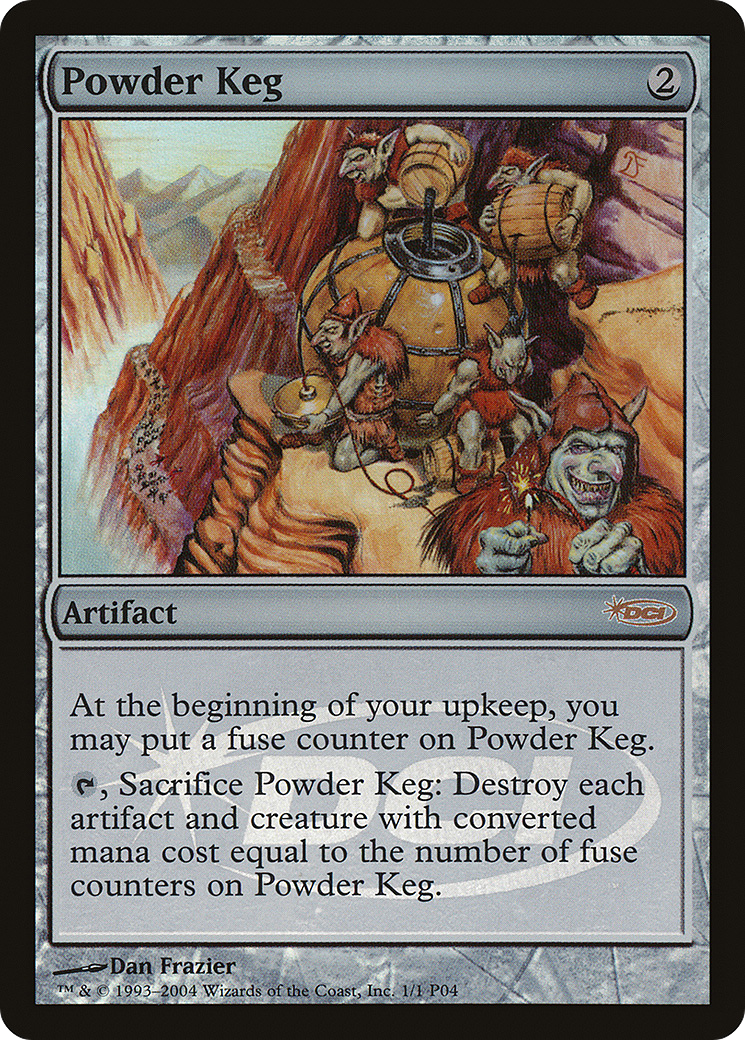 Powder Keg 2
DF
Artifact DCI
At the beginning of your upkeep, you
may put a fuse counter on Powder Keg.
, Sacrifice Powder Keg: Destroy each
artifact and creature with converted
mana cost equal to the number of fuse
counters on Powder Keg.
DCI
Dan Frazier
™ & © 1993–2004 Wizards of the Coast, Inc. 1/1 P04